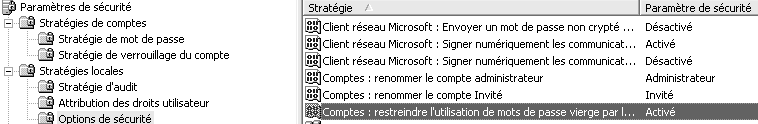 Paramètres de sécurité
Stratégies de comptes
Stratégie de mot de passe
Stratégie de verrouillage du compte
Stratégies locales
Stratégie d'audit
Attribution des droits utilisateur
Options de sécurité
Stratégie Paramètre de sécurité
Client réseau Microsoft : Envoyer un mot de passe non crypté ... Désactivé
Client réseau Microsoft : Signer numériquement les communicat... Activé
Client réseau Microsoft : Signer numériquement les communicat... Désactivé
Comptes : renommer le compte administrateur Administrateur
Comptes : renommer le compte Invité Invité
Comptes : restreindre l'utilisation de mots de passe vierge par l... Activé